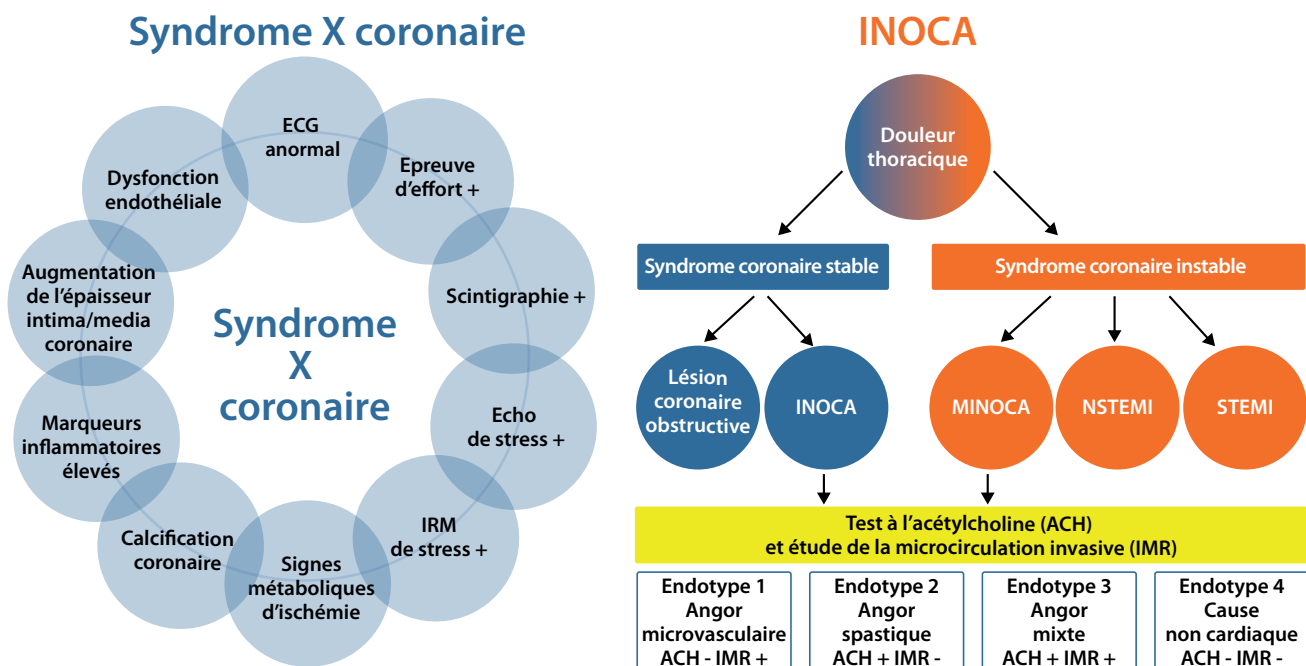 Syndrome X coronaire
ECG
anormal
Epreuve
d'effort +
Scintigraphie +
Echo
de stress +
IRM
de stress +
Signes
métaboliques
d'ischémie
Calcification
coronaire
Marqueurs
inflammatoires
élevés
Augmentation
de l'épaisseur
intima/media
coronaire
Dysfonction
endothéliale
Syndrome
X
coronaire
INOCA
Douleur
thoracique
Syndrome coronaire stable
Syndrome coronaire instable
Lésion
coronaire
obstructive
INOCA
MINOCA
NSTEMI
STEMI
Test à l'acétylcholine (ACH)
et étude de la microcirculation invasive (IMR)
Endotype 1
Angor
microvasculaire
ACH - IMR +
Endotype 2
Angor
spastique
ACH + IMR -
Endotype 3
Angor
mixte
ACH + IMR +
Endotype 4
Cause
non cardiaque
ACH - IMR -